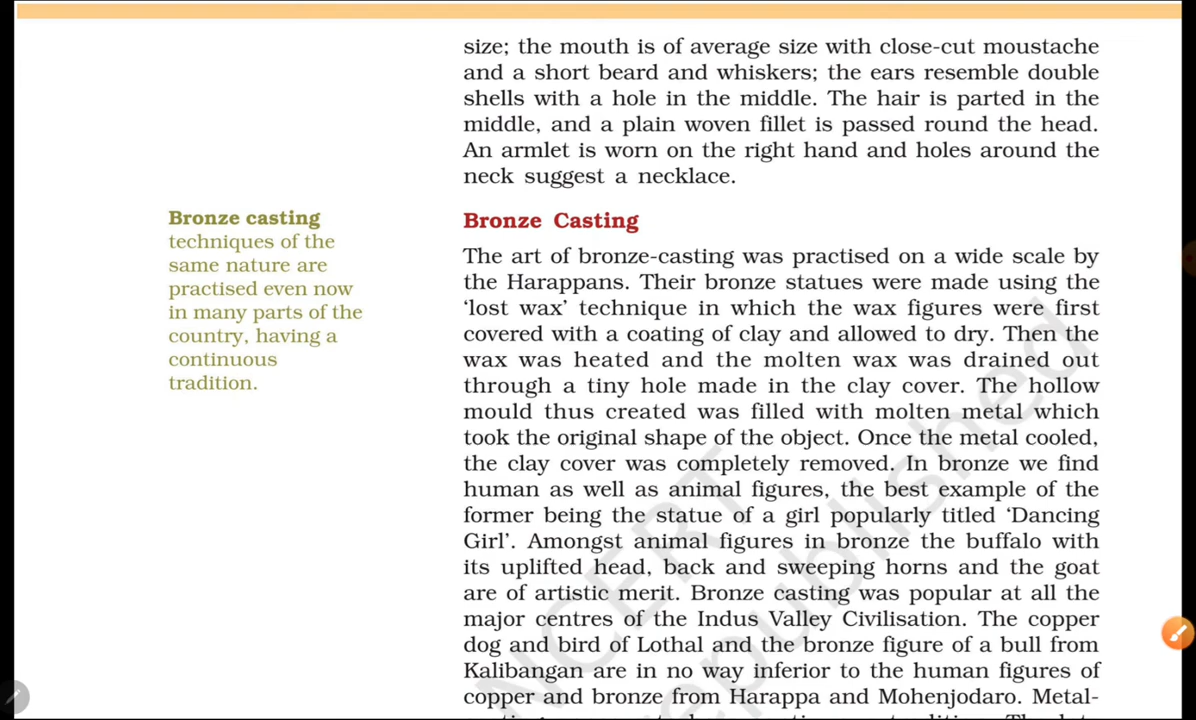 size; the mouth is of average size with close-cut moustache
and a short beard and whiskers; the ears resemble double
shells with a hole in the middle. The hair is parted in the
middle, and a plain woven fillet is passed round the head.
An armlet is worn on the right hand and holes around the
neck suggest a necklace.
Bronze casting
techniques of the
same nature are
practised even now
in many parts of the
country, having a
continuous
tradition.
Bronze Casting
The art of bronze-casting was practised on a wide scale by
the Harappans. Their bronze statues were made using the
‘lost wax’ technique in which the wax figures were first
covered with a coating of clay and allowed to dry. Then the
wax was heated and the molten wax was drained out
through a tiny hole made in the clay cover. The hollow
mould thus created was filled with molten metal which
took the original shape of the object. Once the metal cooled,
the clay cover was completely removed. In bronze we find
human as well as animal figures, the best example of the
former being the statue of a girl popularly titled ‘Dancing
Girl’. Amongst animal figures in bronze the buffalo with
its uplifted head, back and sweeping horns and the goat
are of artistic merit. Bronze casting was popular at all the
major centres of the Indus Valley Civilisation. The copper
dog and bird of Lothal and the bronze figure of a bull from
Kalibangan are in no way inferior to the human figures of
copper and bronze from Harappa and Mohenjodaro. Metal-
NCERT
republished